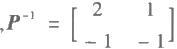 ,P⁻¹ = [ 2 1
-1 -1 ]